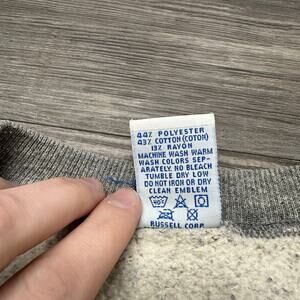 44% POLYESTER
43% COTTON (COTON)
13% RAYON
MACHINE WASH WARM
WASH COLORS SEP-
ARATELY. NO BLEACH
TUMBLE DRY LOW
DO NOT IRON OR DRY
CLEAN EMBLEM
RUSSELL CORP.